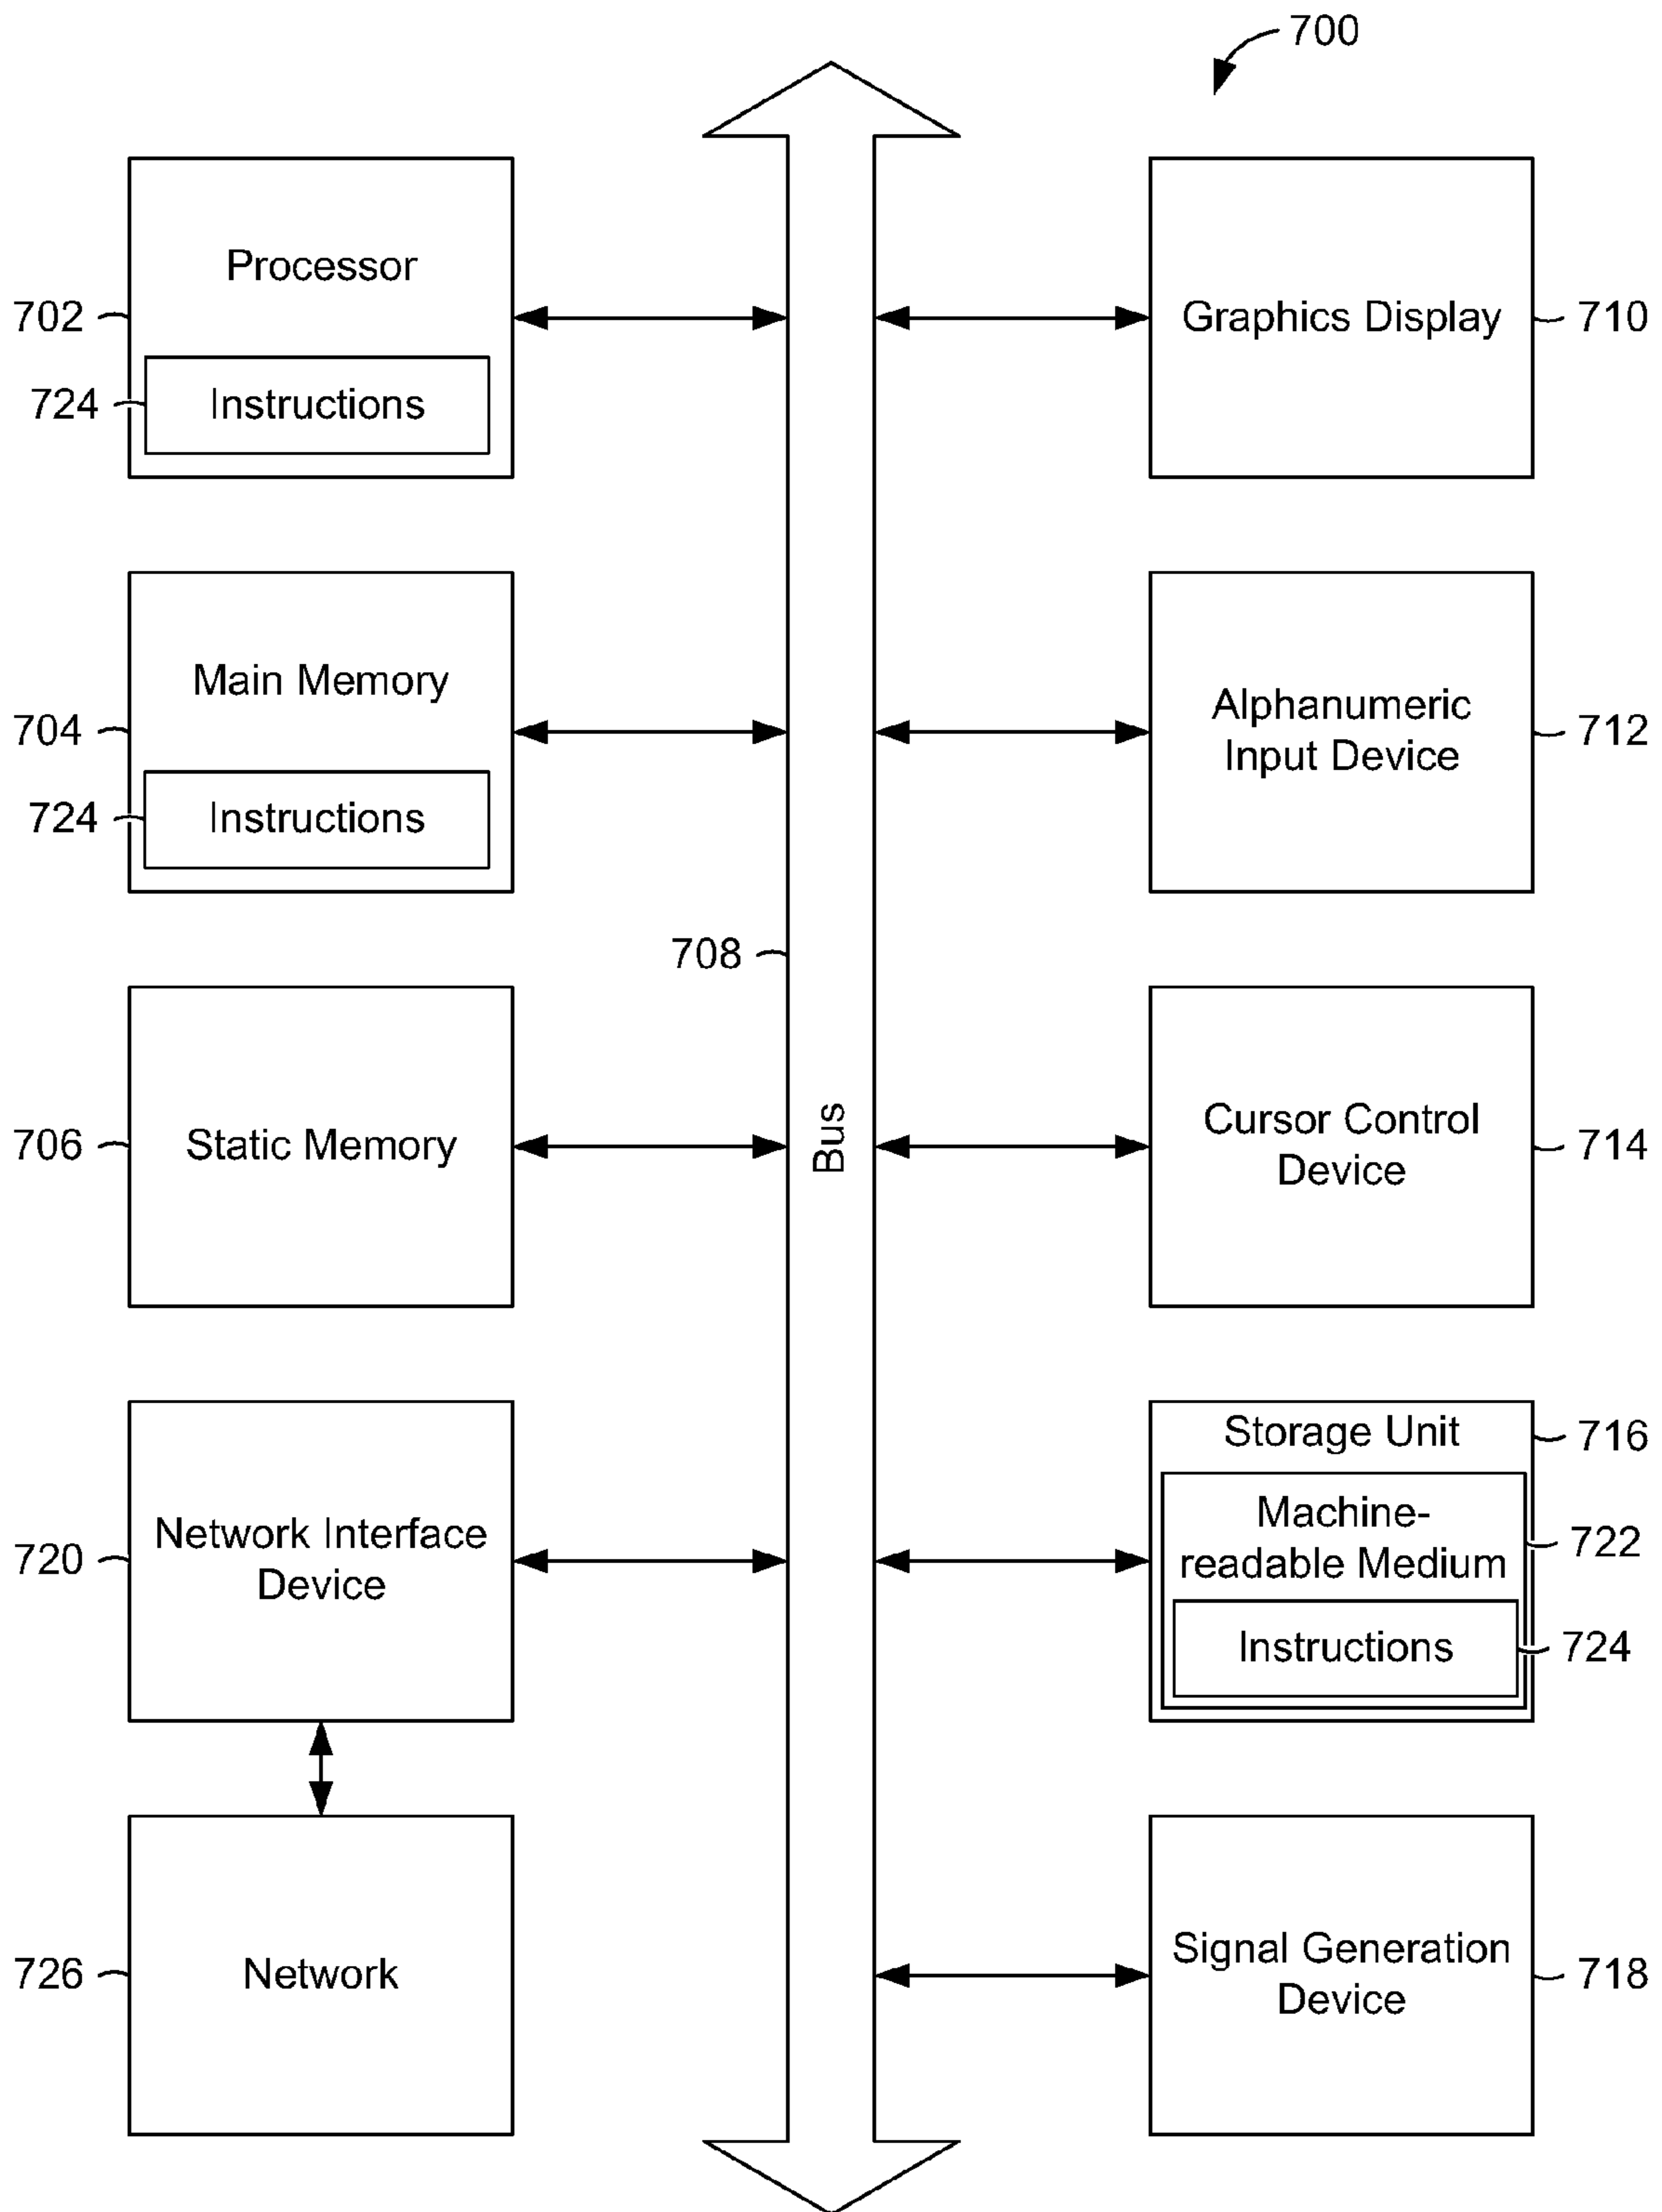 700
Processor
702
724
Instructions
Graphics Display
710
Main Memory
704
724
Instructions
Alphanumeric
Input Device
712
708
Bus
Static Memory
706
Cursor Control
Device
714
Network Interface
Device
720
Storage Unit
716
Machine-
readable Medium
722
Instructions
724
Network
726
Signal Generation
Device
718